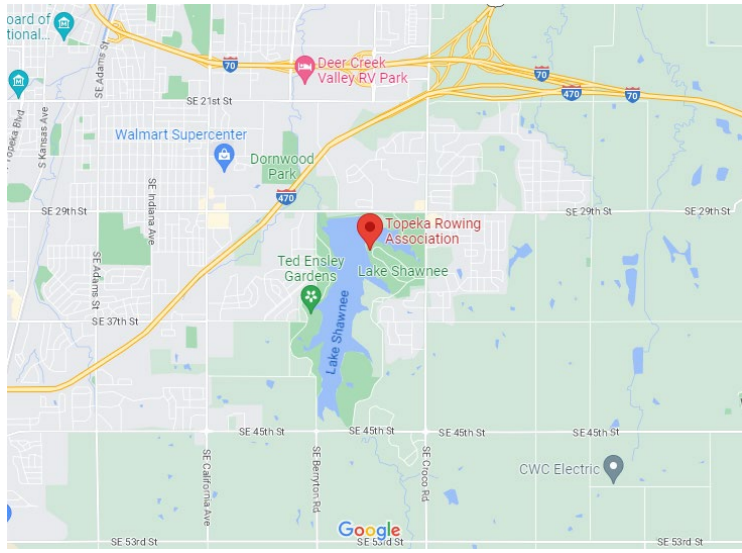 oard of
tional...
70
Deer Creek
Valley RV Park
SE Adams St
70
470
70
SE 21st St
S Kansas Ave
Topeka Blvd
Walmart Supercenter
Dornwood
Park
SE Indiana Ave
470
SE 29th St
SE 29th St
SE 29th St
Topeka Rowing
Association
Ted Ensley
Gardens
Lake Shawnee
SE Adams St
Lake Shawnee
SE 37th St
SE 45th St
SE 45th St
SE 45th St
SE California Ave
SE Berryton Rd
SE Croco Rd
CWC Electric
Google
SE 53rd St
SE 53rd St
SE 53rd St